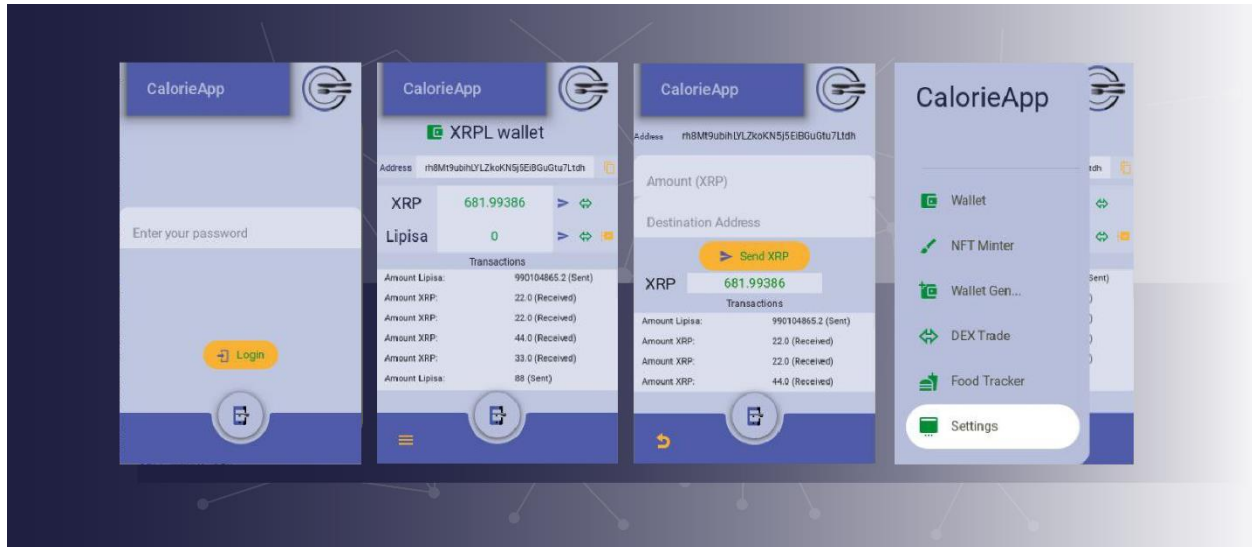 CalorieApp
Enter your password
Login
CalorieApp
XRPL wallet
Address rh8Mt9ubihLYLZkoKN5j5EiBGuGtu7Ltdh
XRP 681.99386
Lipisa 0
Transactions
Amount Lipisa: 990104865.2 (Sent)
Amount XRP: 22.0 (Received)
Amount XRP: 22.0 (Received)
Amount XRP: 44.0 (Received)
Amount XRP: 33.0 (Received)
Amount Lipisa: 88 (Sent)
CalorieApp
Address rh8Mt9ubihLYLZkoKN5j5EiBGuGtu7Ltdh
Amount (XRP)
Destination Address
Send XRP
XRP 681.99386
Transactions
Amount Lipisa: 990104865.2 (Sent)
Amount XRP: 22.0 (Received)
Amount XRP: 22.0 (Received)
Amount XRP: 44.0 (Received)
CalorieApp
tdh
Wallet
NFT Minter
Wallet Gen...
Sent)
DEX Trade
Food Tracker
Settings